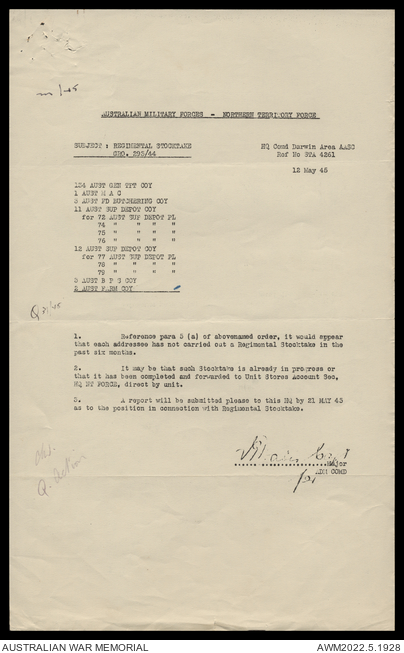 AUSTRALIAN MILITARY FORCES - NORTHERN TERRITORY FORCE
SUBJECT : REGIMENTAL STOCKTAKE
GRO. 295/44
HQ Comd Darwin Area AASC
Ref No STA 4261
12 May 45
124 AUST GEN TPT COY
1 AUST M A C
3 AUST FD BUTCHERING COY
11 AUST SUP DEPOT COY
for 72 AUST SUP DEPOT PL
74 " " " "
75 " " " "
76 " " " "
12 AUST SUP DEPOT COY
for 77 AUST SUP DEPOT PL
78 " " " "
79 " " " "
5 AUST B P S COY
2 AUST FARM COY
1. Reference para 5 (a) of abovenamed order, it would appear
that each addressee has not carried out a Regimental Stocktake in the
past six months.
2. It may be that such Stocktake is already in progress or
that it has been completed and forwarded to Unit Stores Account Sec,
HQ NT FORCE, direct by unit.
3. A report will be submitted please to this HQ by 21 MAY 45
as to the position in connection with Regimental Stocktake.
Major
COMD
for
AUSTRALIAN WAR MEMORIAL
AWM2022.5.1928